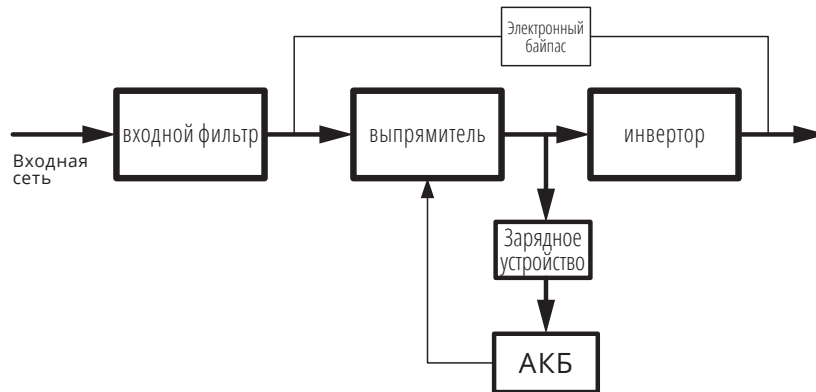 Электронный
байпас
входной фильтр
выпрямитель
инвертор
Входная
сеть
Зарядное
устройство
АКБ